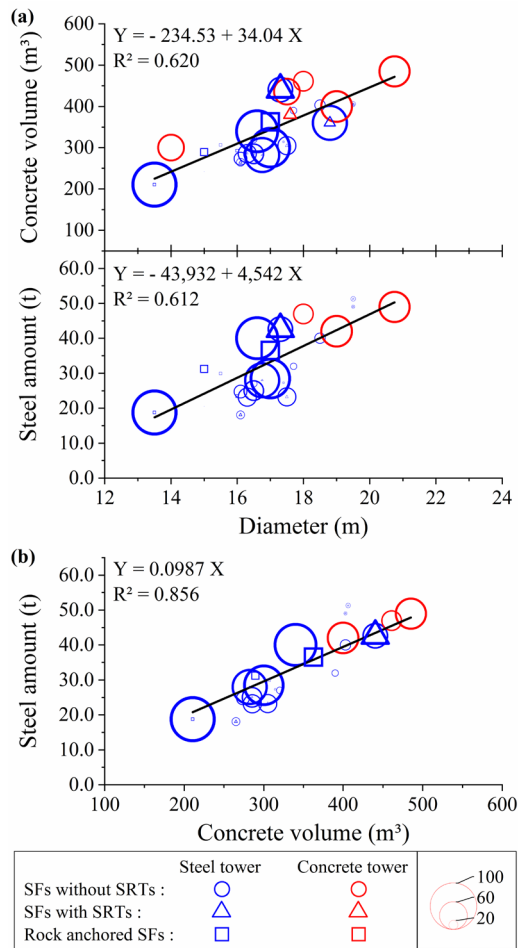 (a)
600
500
400
300
200
100
Concrete volume (m³)
Y = - 234.53 + 34.04 X
R² = 0.620
60.0
50.0
40.0
30.0
20.0
10.0
0.0
Steel amount (t)
Y = - 43,932 + 4,542 X
R² = 0.612
12 14 16 18 20 22 24
Diameter (m)
(b)
60.0
50.0
40.0
30.0
20.0
10.0
0.0
Steel amount (t)
Y = 0.0987 X
R² = 0.856
100 200 300 400 500 600
Concrete volume (m³)
Steel tower Concrete tower
SFs without SRTs :
SFs with SRTs :
Rock anchored SFs :
100
60
20